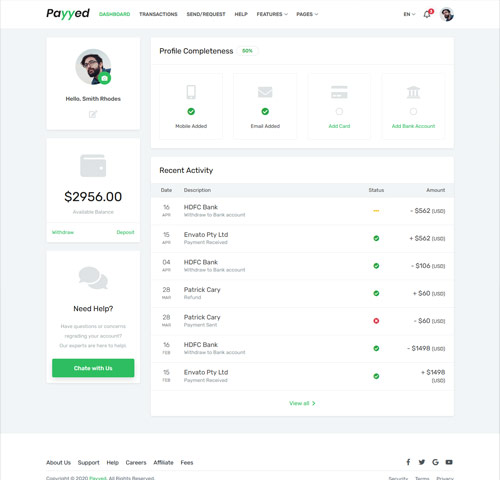 Payyed
DASHBOARD TRANSACTIONS SEND/REQUEST HELP FEATURES PAGES EN 3
Profile Completeness 50%
Hello, Smith Rhodes
Mobile Added Email Added Add Card Add Bank Account
Recent Activity
Date Description Status Amount
$2956.00
Available Balance
Withdraw Deposit
16 APR HDFC Bank - $562 (USD)
Withdraw to Bank account
15 APR Envato Pty Ltd + $562 (USD)
Payment Received
04 APR HDFC Bank - $106 (USD)
Withdraw to Bank account
28 MAR Patrick Cary + $60 (USD)
Refund
28 MAR Patrick Cary - $60 (USD)
Payment Sent
16 FEB HDFC Bank - $1498 (USD)
Withdraw to Bank account
15 FEB Envato Pty Ltd + $1498 (USD)
Payment Received
View all
Need Help?
Have questions or concerns
regrading your account?
Our experts are here to help!.
Chate with Us
About Us Support Help Careers Affiliate Fees
Copyright © 2020 Payyed. All Rights Reserved.
Security Terms Privacy